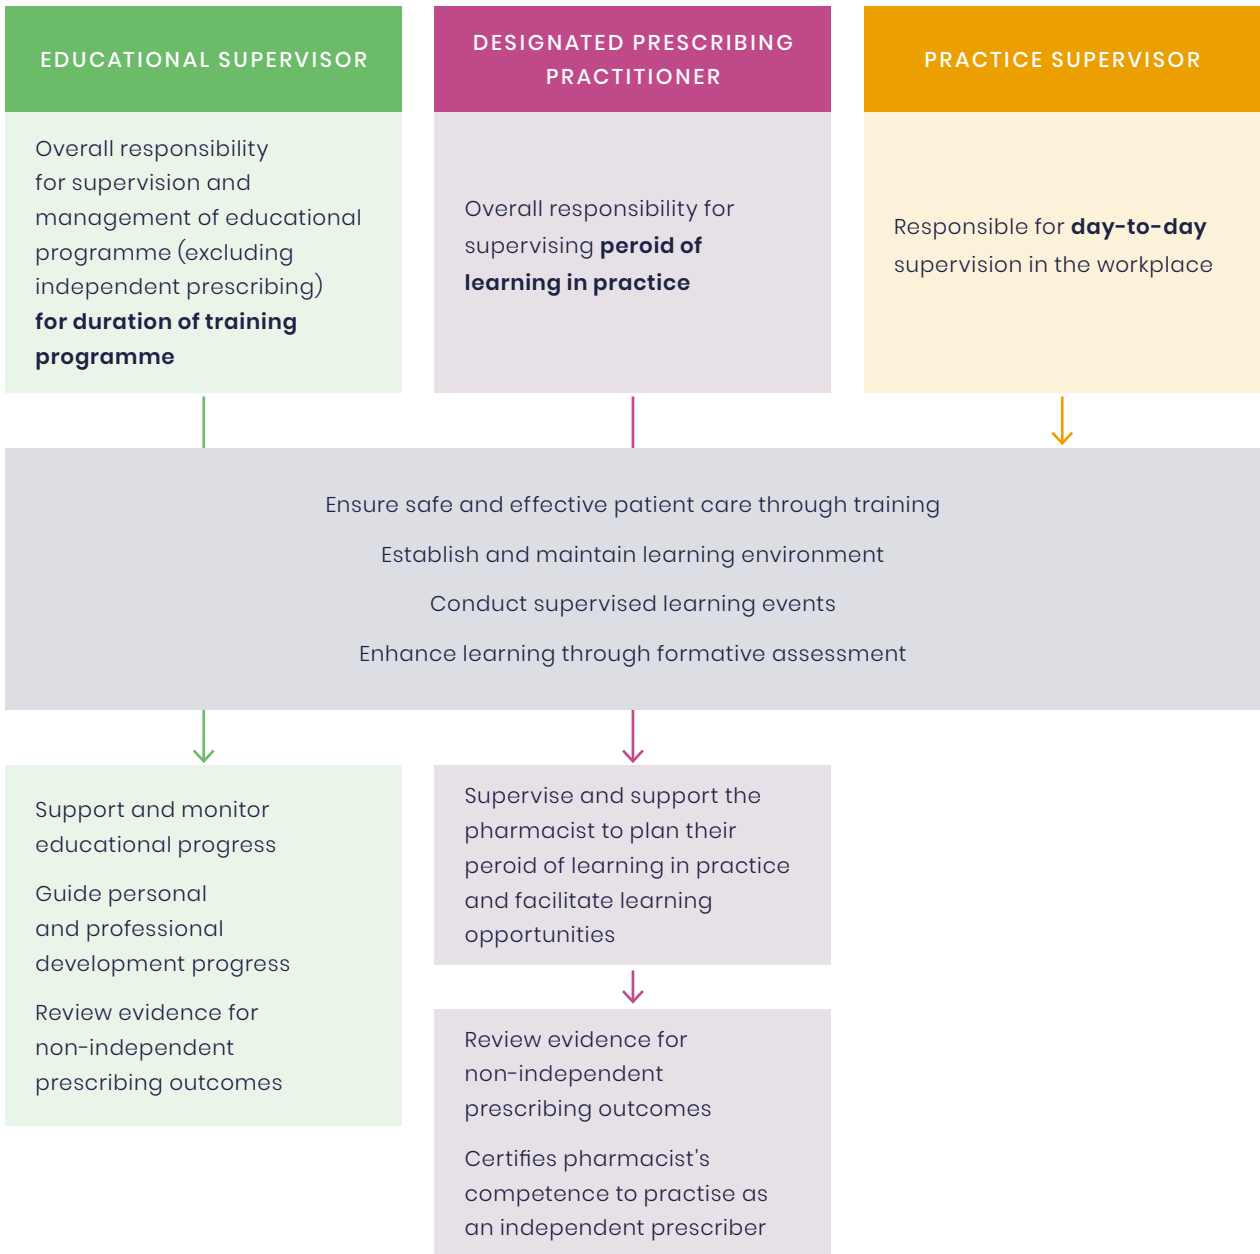 EDUCATIONAL SUPERVISOR
Overall responsibility
for supervision and
management of educational
programme (excluding
independent prescribing)
for duration of training
programme
DESIGNATED PRESCRIBING
PRACTITIONER
Overall responsibility for
supervising peroid of
learning in practice
PRACTICE SUPERVISOR
Responsible for day-to-day
supervision in the workplace
Ensure safe and effective patient care through training
Establish and maintain learning environment
Conduct supervised learning events
Enhance learning through formative assessment
Support and monitor
educational progress
Guide personal
and professional
development progress
Review evidence for
non-independent
prescribing outcomes
Supervise and support the
pharmacist to plan their
peroid of learning in practice
and facilitate learning
opportunities
Review evidence for
non-independent
prescribing outcomes
Certifies pharmacist's
competence to practise as
an independent prescriber